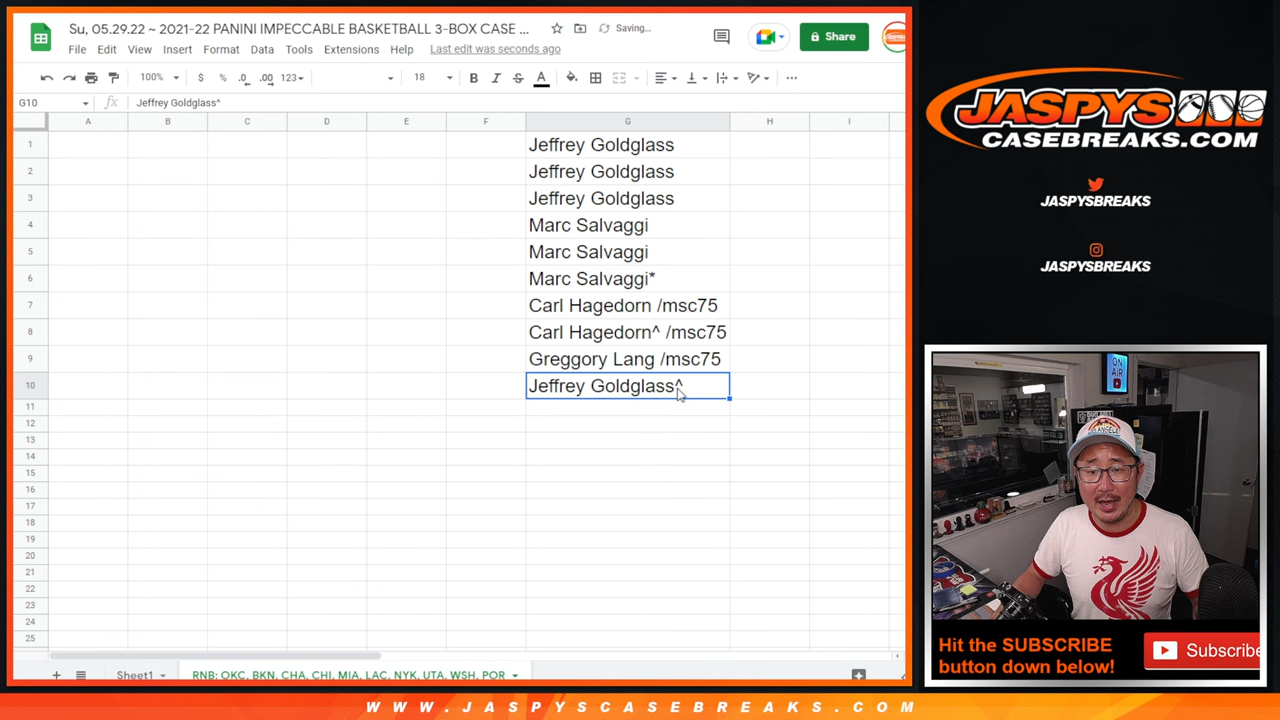 Su, 05.29.22 ~ 2021-22 PANINI IMPECCABLE BASKETBALL 3-BOX CASE ...
Saving...
Share
File Edit View Insert Format Data Tools Extensions Help Last edit was seconds ago
100% $ % .0 .00 123 18 B I S A
G10 fx Jeffrey Goldglass^
A B C D E F G H I
1 Jeffrey Goldglass
2 Jeffrey Goldglass
3 Jeffrey Goldglass
4 Marc Salvaggi
5 Marc Salvaggi
6 Marc Salvaggi*
7 Carl Hagedorn /msc75
8 Carl Hagedorn^ /msc75
9 Greggory Lang /msc75
10 Jeffrey Goldglass^
11
12
13
14
15
16
17
18
19
20
21
22
23
24
25
Sheet1 RNB: OKC, BKN, CHA, CHI, MIA, LAC, NYK, UTA, WSH, POR
JASPYS
CASEBREAKS.COM
JASPYSBREAKS
JASPYSBREAKS
ON AIR
ANGELS
Hit the SUBSCRIBE
button down below!
Subscribe
WWW.JASPYSCASEBREAKS.COM